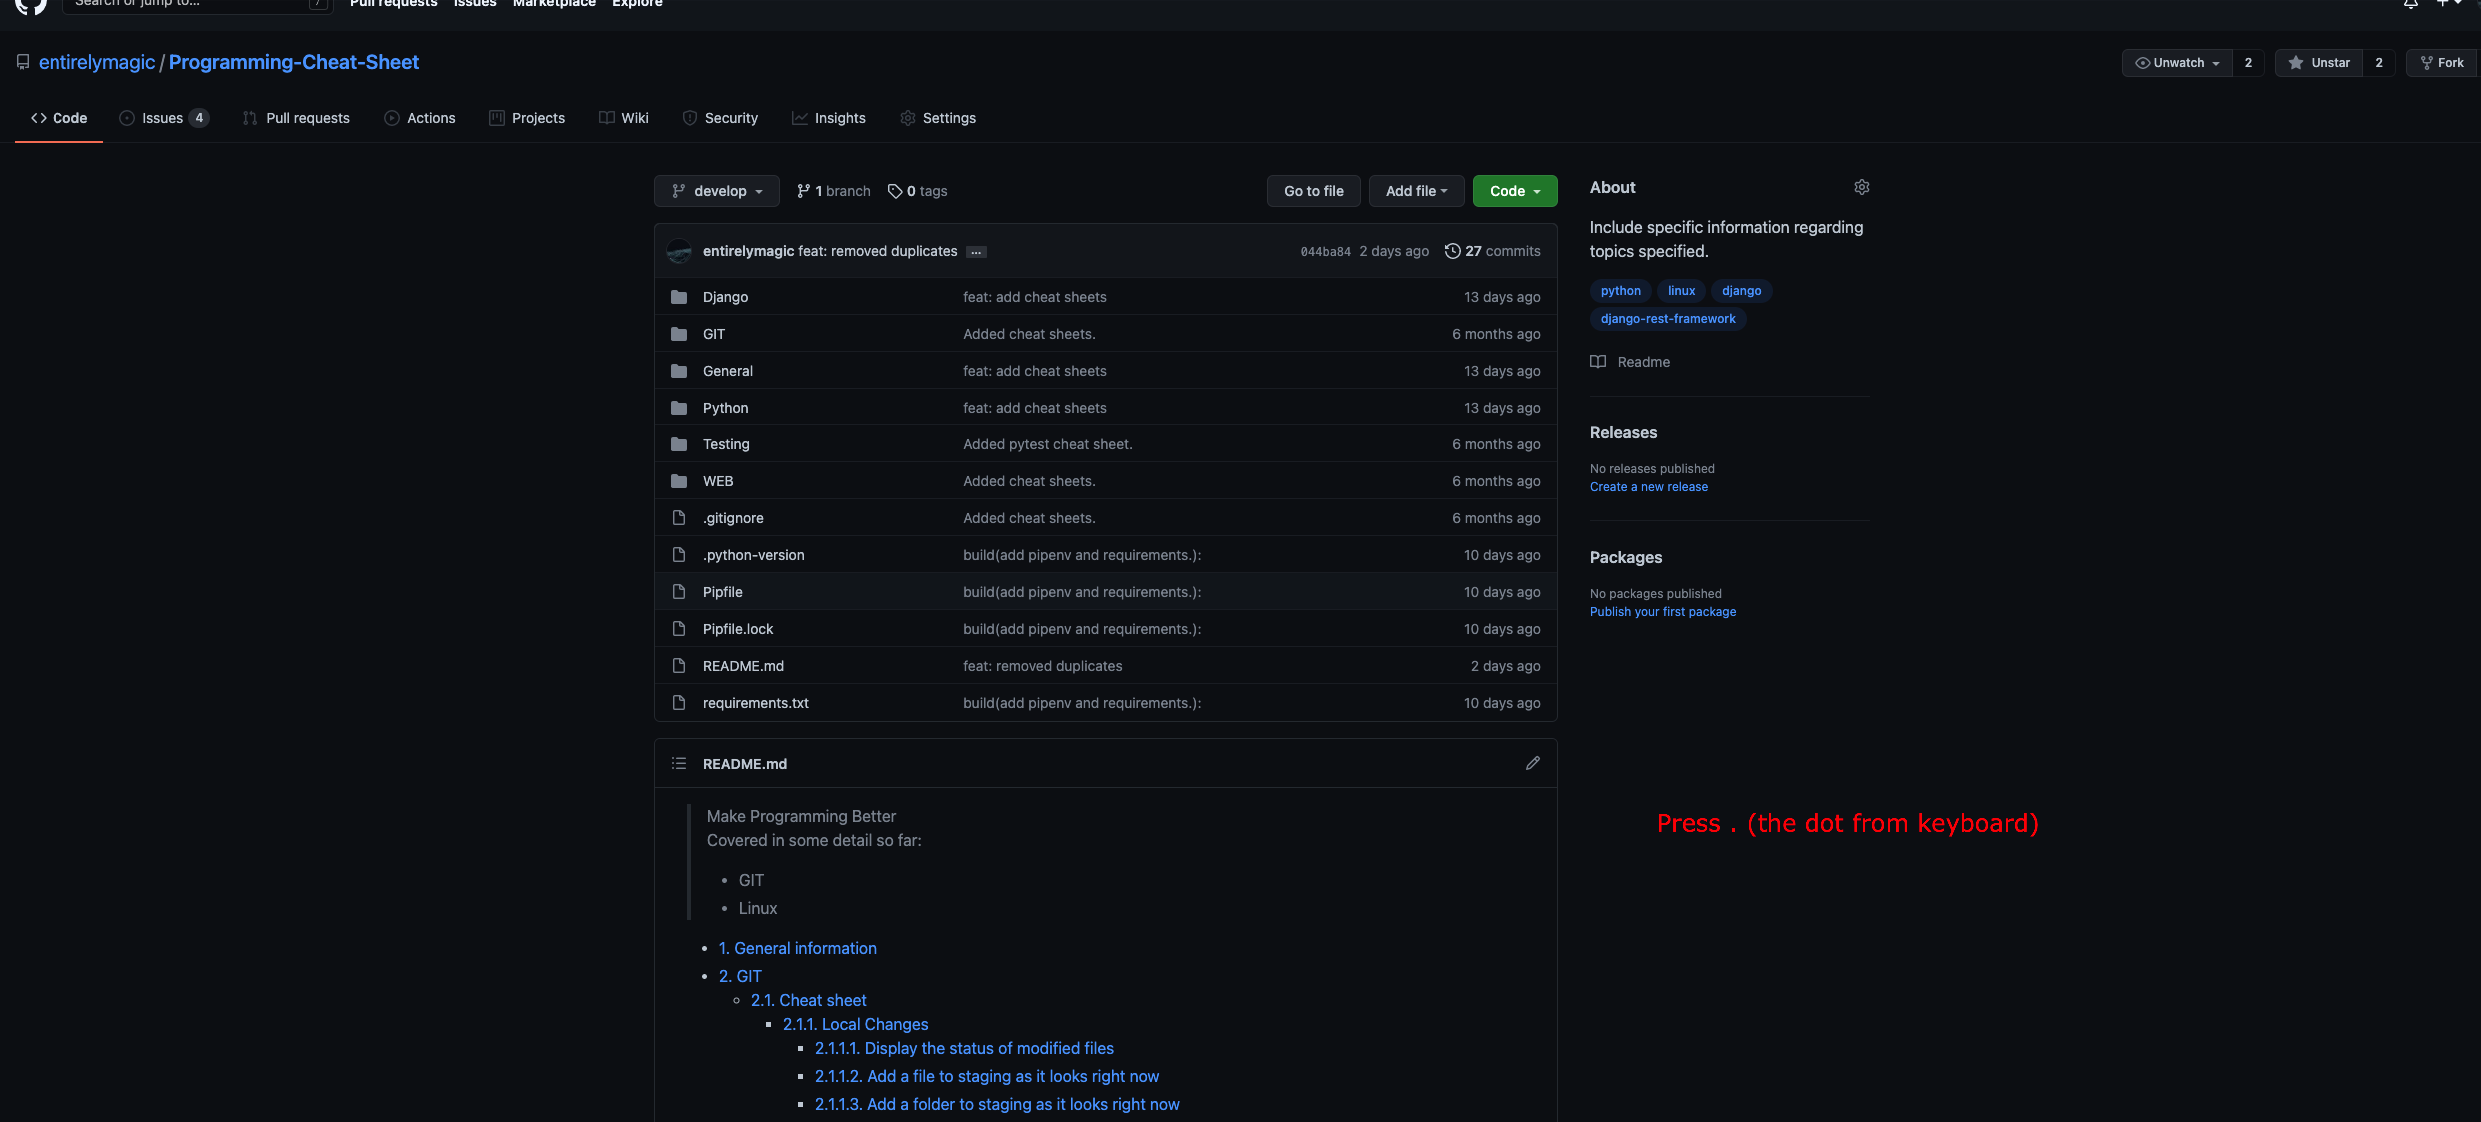 Search or jump to... /
Pull requests Issues Marketplace Explore
entirelymagic / Programming-Cheat-Sheet
Unwatch 2 Unstar 2 Fork
Code Issues 4 Pull requests Actions Projects Wiki Security Insights Settings
develop 1 branch 0 tags Go to file Add file Code
entirelymagic feat: removed duplicates ... 044ba84 2 days ago 27 commits
Django feat: add cheat sheets 13 days ago
GIT Added cheat sheets. 6 months ago
General feat: add cheat sheets 13 days ago
Python feat: add cheat sheets 13 days ago
Testing Added pytest cheat sheet. 6 months ago
WEB Added cheat sheets. 6 months ago
.gitignore Added cheat sheets. 6 months ago
.python-version build(add pipenv and requirements.): 10 days ago
Pipfile build(add pipenv and requirements.): 10 days ago
Pipfile.lock build(add pipenv and requirements.): 10 days ago
README.md feat: removed duplicates 2 days ago
requirements.txt build(add pipenv and requirements.): 10 days ago
README.md
Make Programming Better
Covered in some detail so far:
• GIT
• Linux
• 1. General information
• 2. GIT
◦ 2.1. Cheat sheet
▪ 2.1.1. Local Changes
▪ 2.1.1.1. Display the status of modified files
▪ 2.1.1.2. Add a file to staging as it looks right now
▪ 2.1.1.3. Add a folder to staging as it looks right now
About
Include specific information regarding
topics specified.
python linux django
django-rest-framework
Readme
Releases
No releases published
Create a new release
Packages
No packages published
Publish your first package
Press . (the dot from keyboard)